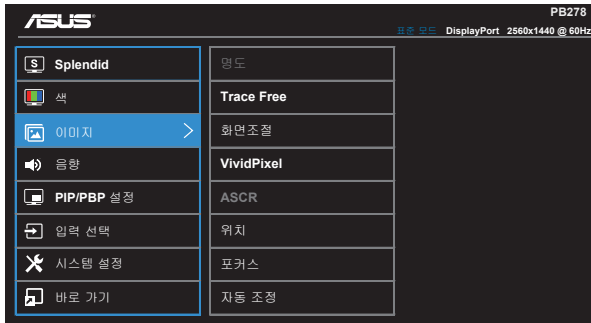 ASUS
PB278
표준 모드 DisplayPort 2560x1440 @ 60Hz
S Splendid
색
이미지
음향
PIP/PBP 설정
입력 선택
시스템 설정
바로 가기
명도
Trace Free
화면조절
VividPixel
ASCR
위치
포커스
자동 조정